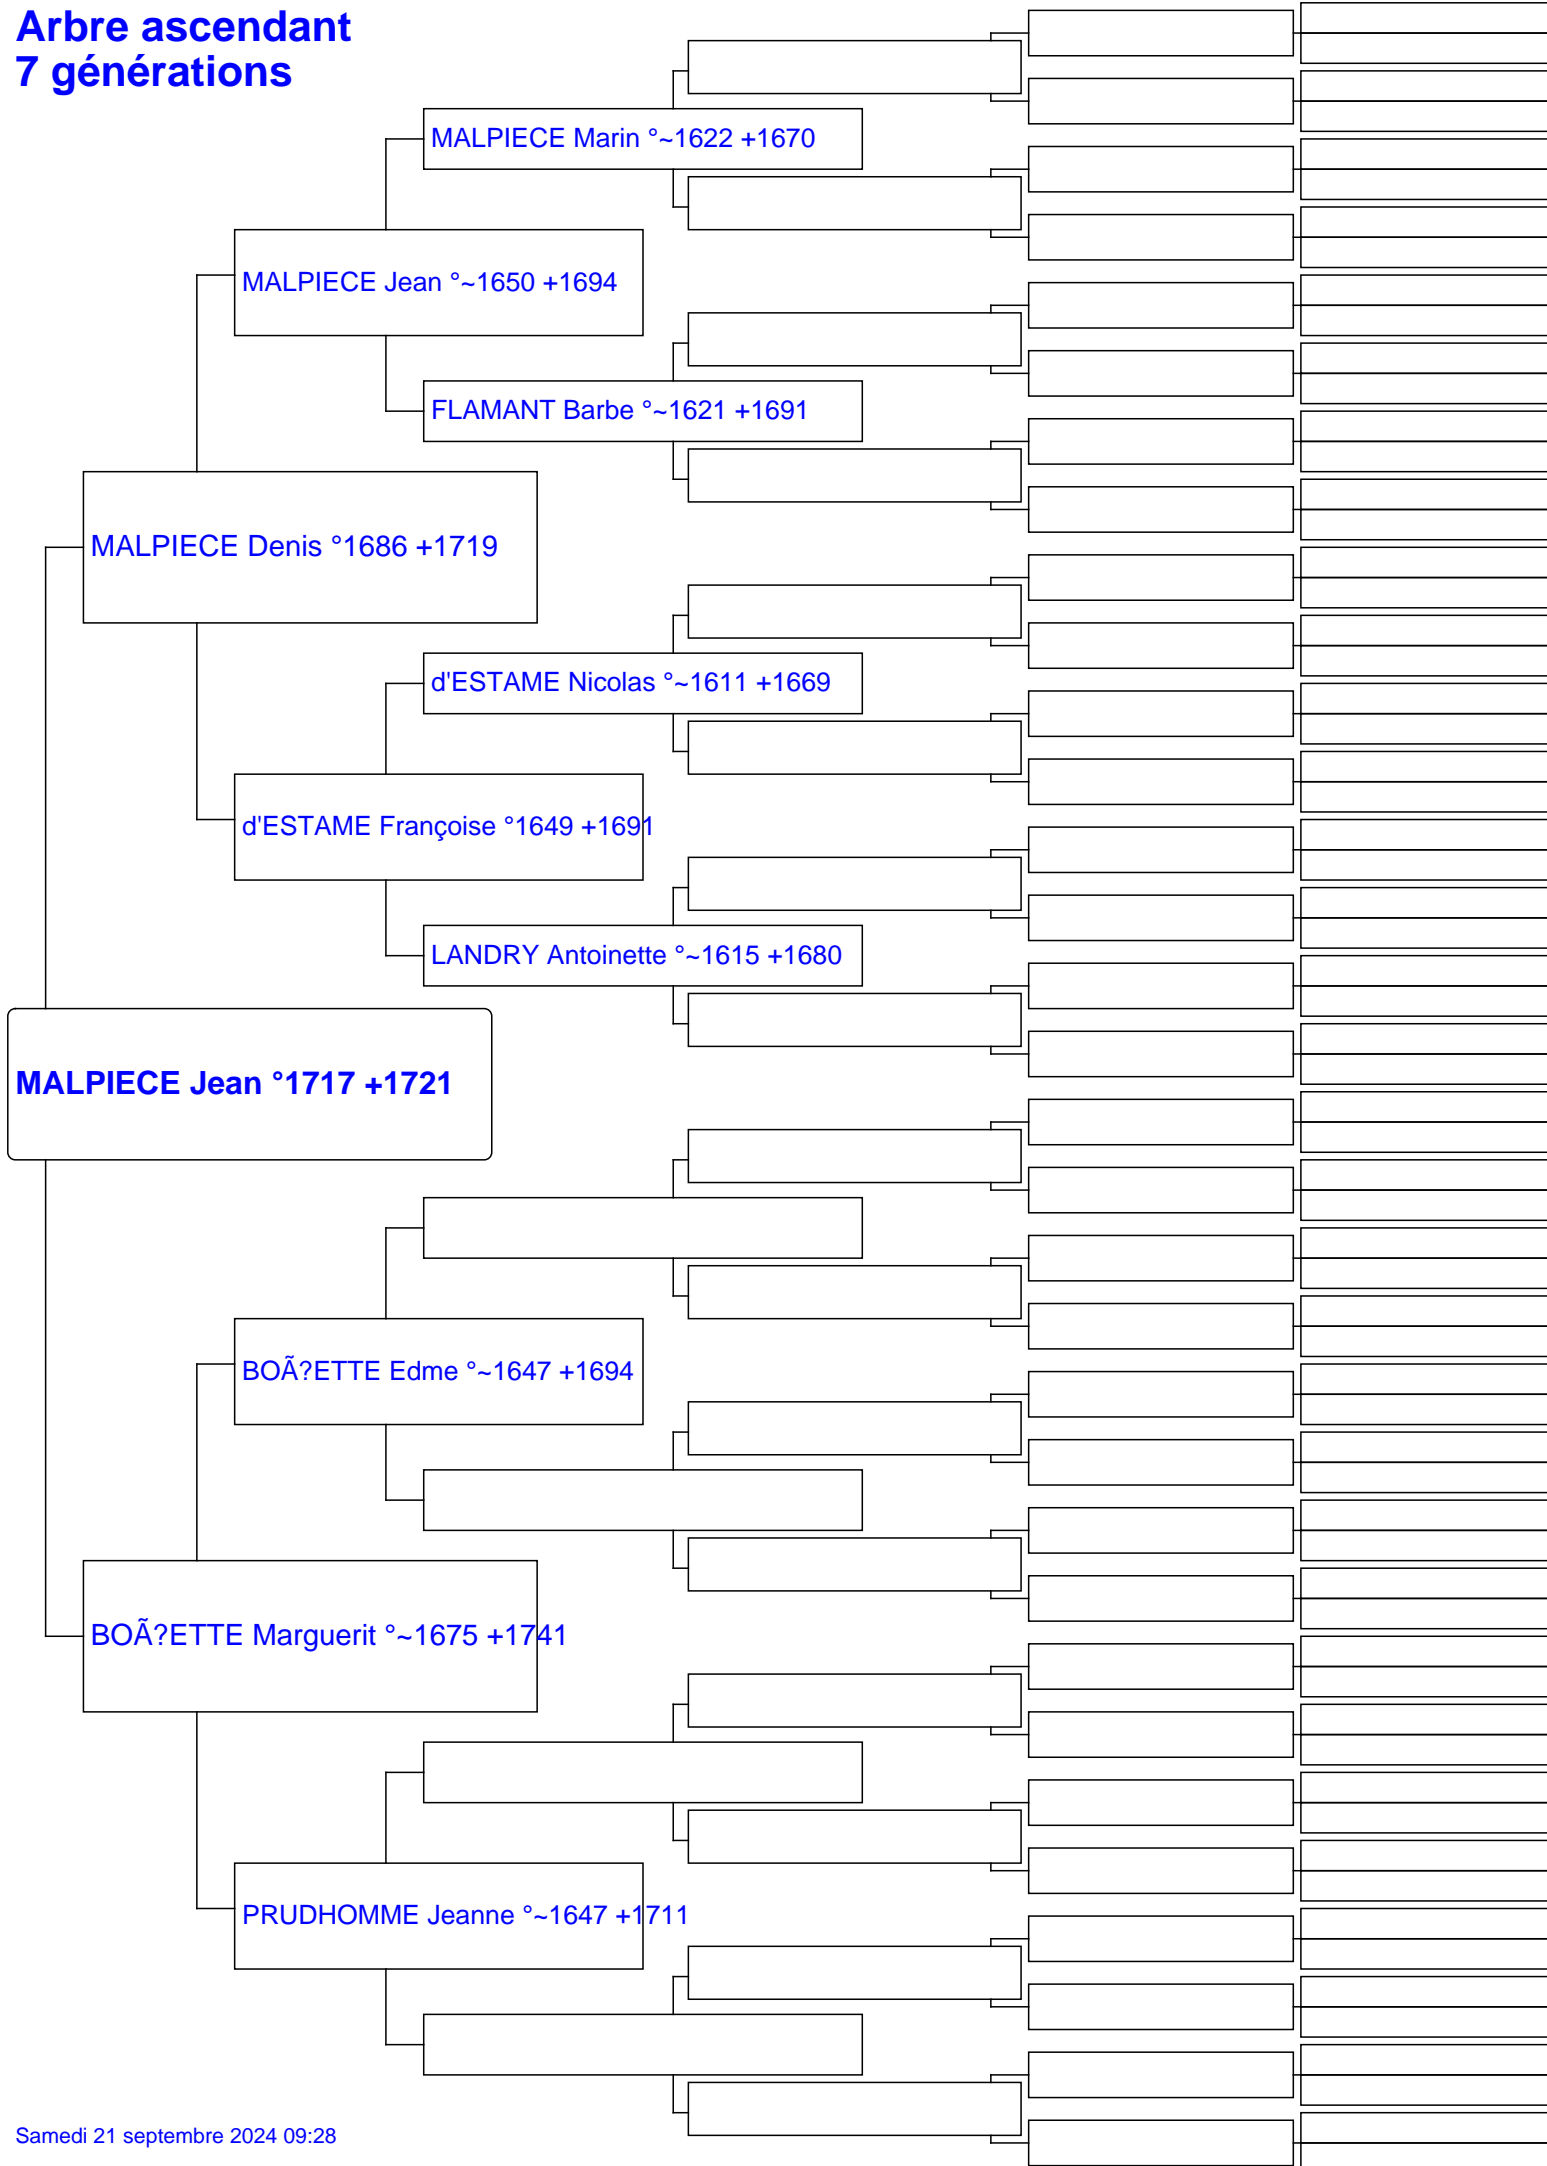 Arbre ascendant
7 générations
MALPIECE Marin °~1622 +1670
MALPIECE Jean °~1650 +1694
FLAMANT Barbe °~1621 +1691
MALPIECE Denis °1686 +1719
d'ESTAME Nicolas °~1611 +1669
d'ESTAME Françoise °1649 +1691
LANDRY Antoinette °~1615 +1680
MALPIECE Jean °1717 +1721
BOÃ?ETTE Edme °~1647 +1694
BOÃ?ETTE Marguerit °~1675 +1741
PRUDHOMME Jeanne °~1647 +1711
Samedi 21 septembre 2024 09:28